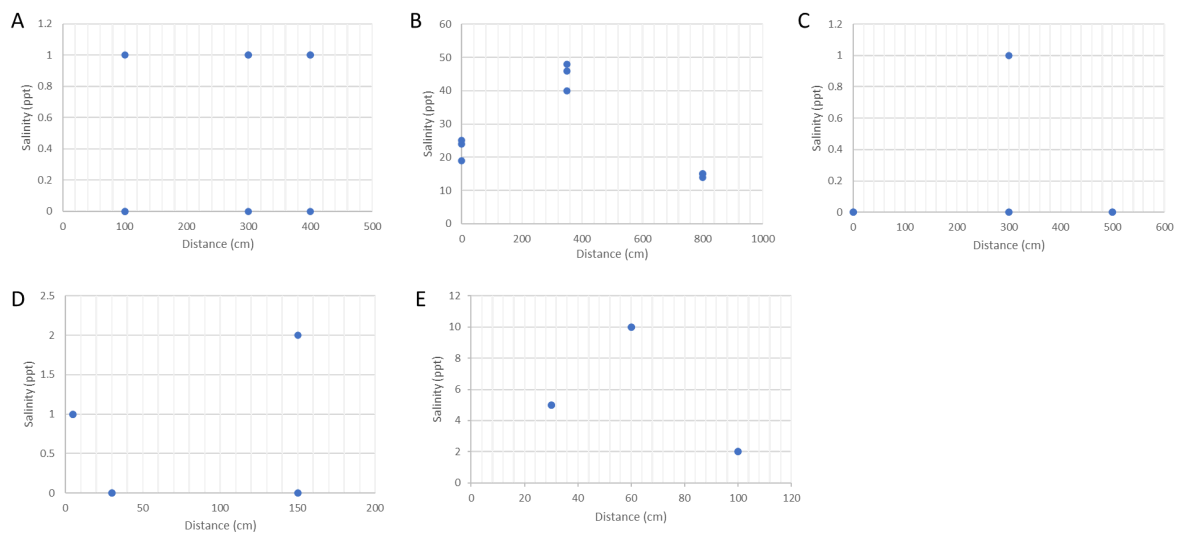 A
1.2
1
0.8
0.6
0.4
0.2
0
Salinity (ppt)
0 100 200 300 400 500
Distance (cm)
B
60
50
40
30
20
10
0
Salinity (ppt)
0 200 400 600 800 1000
Distance (cm)
C
1.2
1
0.8
0.6
0.4
0.2
0
Salinity (ppt)
0 100 200 300 400 500 600
Distance (cm)
D
2.5
2
1.5
1
0.5
0
Salinity (ppt)
0 50 100 150 200
Distance (cm)
E
12
10
8
6
4
2
0
Salinity (ppt)
0 20 40 60 80 100 120
Distance (cm)